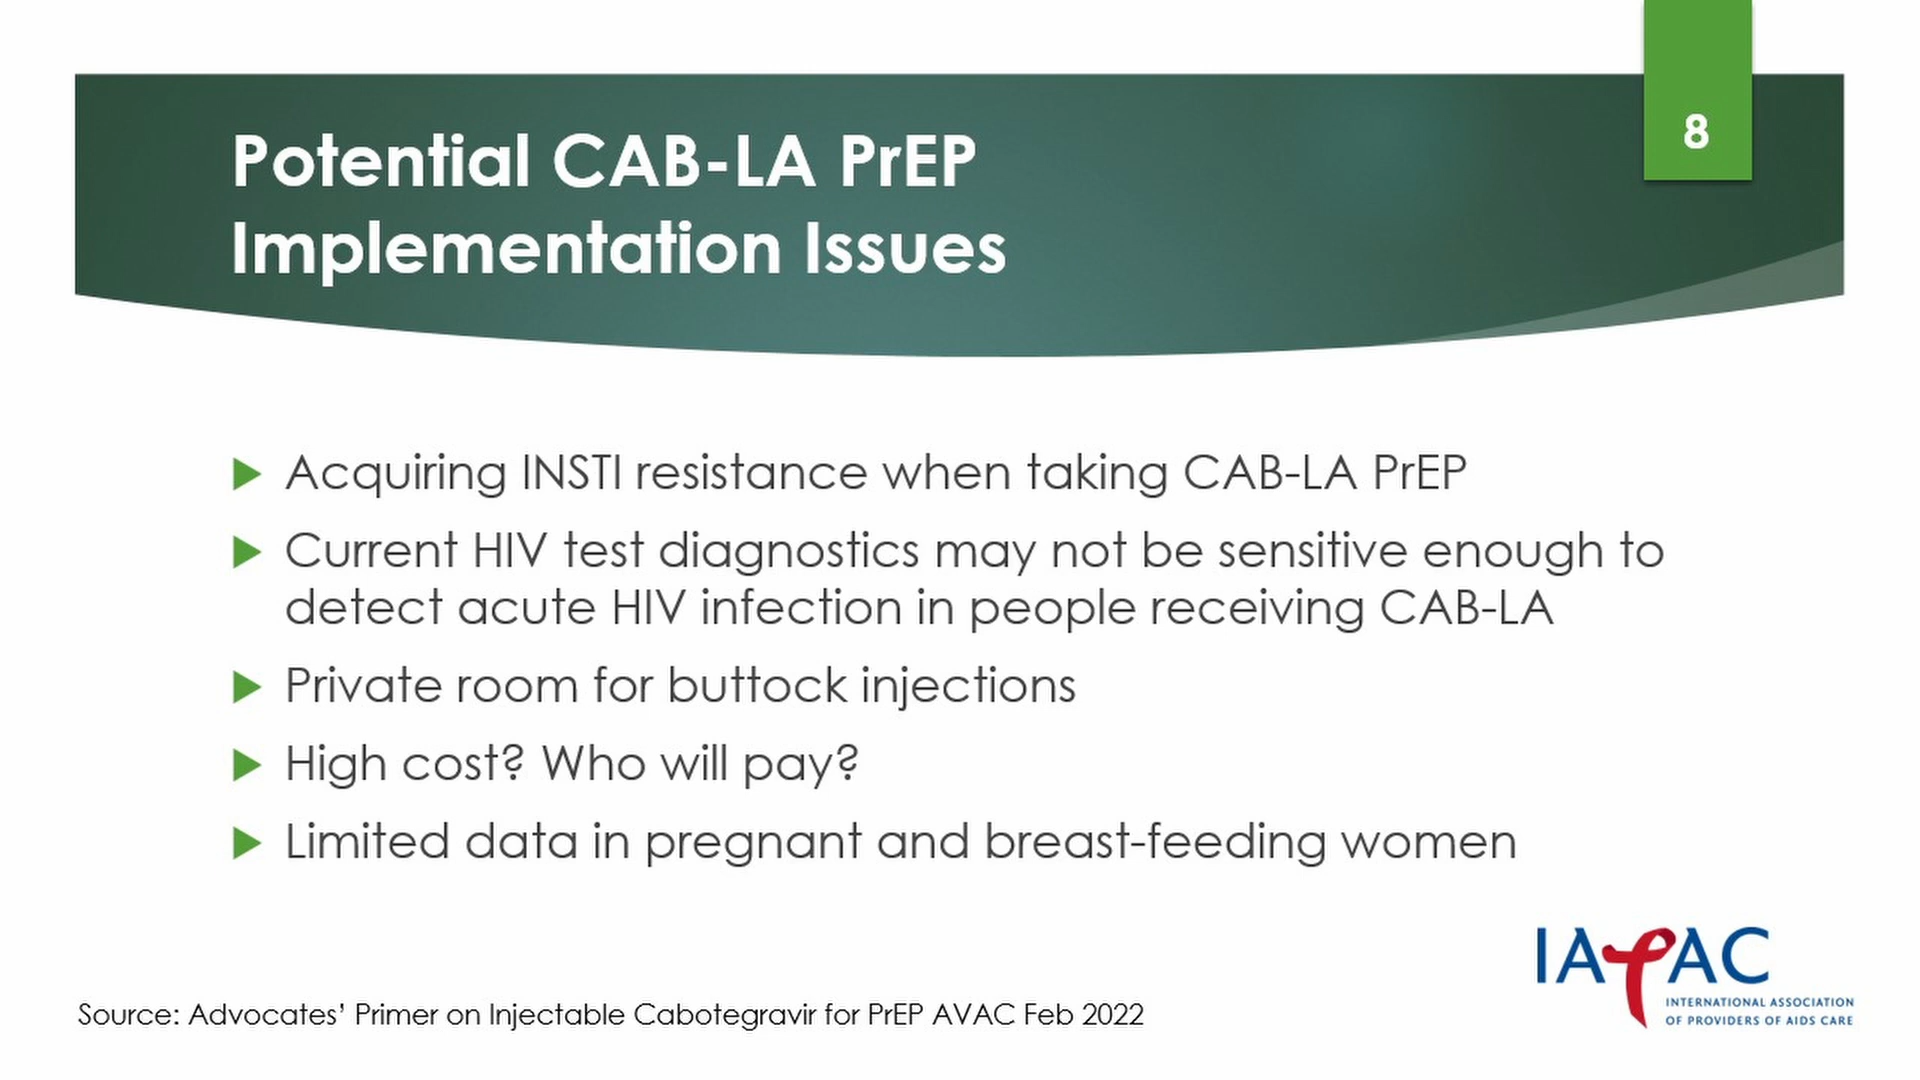 8
Potential CAB-LA PrEP
Implementation Issues
Acquiring INSTI resistance when taking CAB-LA PrEP
Current HIV test diagnostics may not be sensitive enough to
detect acute HIV infection in people receiving CAB-LA
Private room for buttock injections
High cost? Who will pay?
Limited data in pregnant and breast-feeding women
IAPAC
INTERNATIONAL ASSOCIATION
OF PROVIDERS OF AIDS CARE
Source: Advocates’ Primer on Injectable Cabotegravir for PrEP AVAC Feb 2022